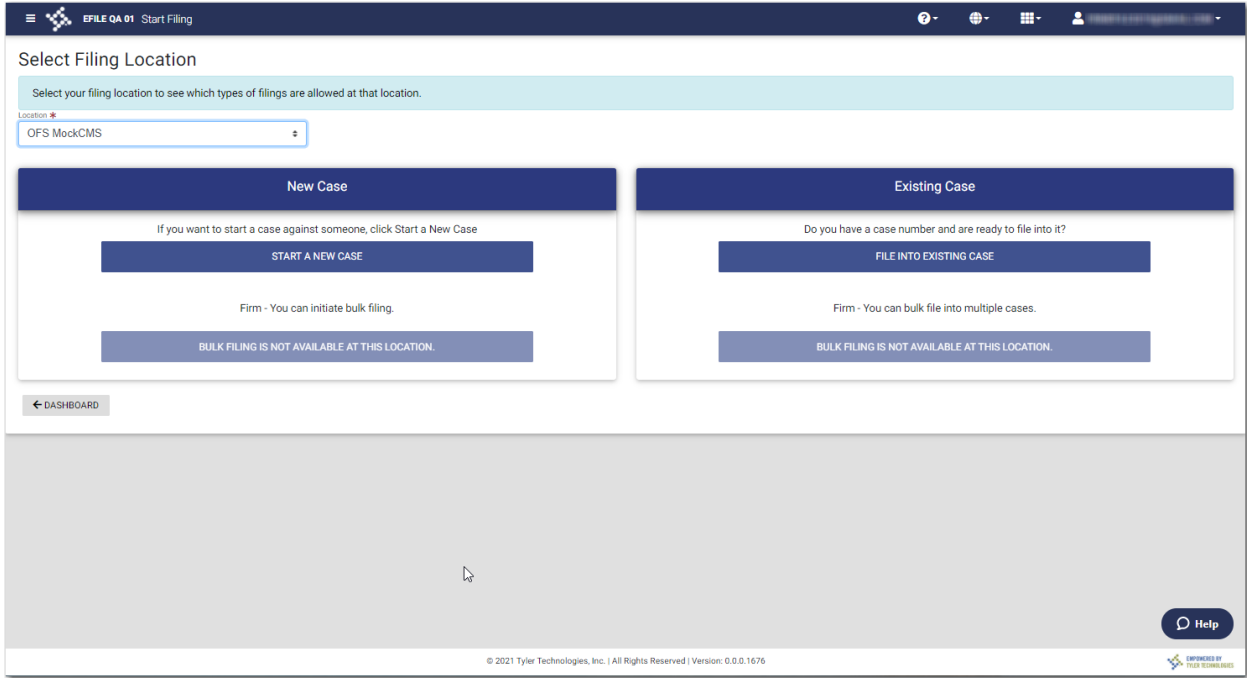 EFILE QA 01 Start Filing
Select Filing Location
Select your filing location to see which types of filings are allowed at that location.
Location *
OFS MockCMS
New Case
If you want to start a case against someone, click Start a New Case
START A NEW CASE
Firm - You can initiate bulk filing.
BULK FILING IS NOT AVAILABLE AT THIS LOCATION.
Existing Case
Do you have a case number and are ready to file into it?
FILE INTO EXISTING CASE
Firm - You can bulk file into multiple cases.
BULK FILING IS NOT AVAILABLE AT THIS LOCATION.
DASHBOARD
Help
© 2021 Tyler Technologies, Inc. | All Rights Reserved | Version: 0.0.0.1676
EMPOWERED BY
TYLER TECHNOLOGIES